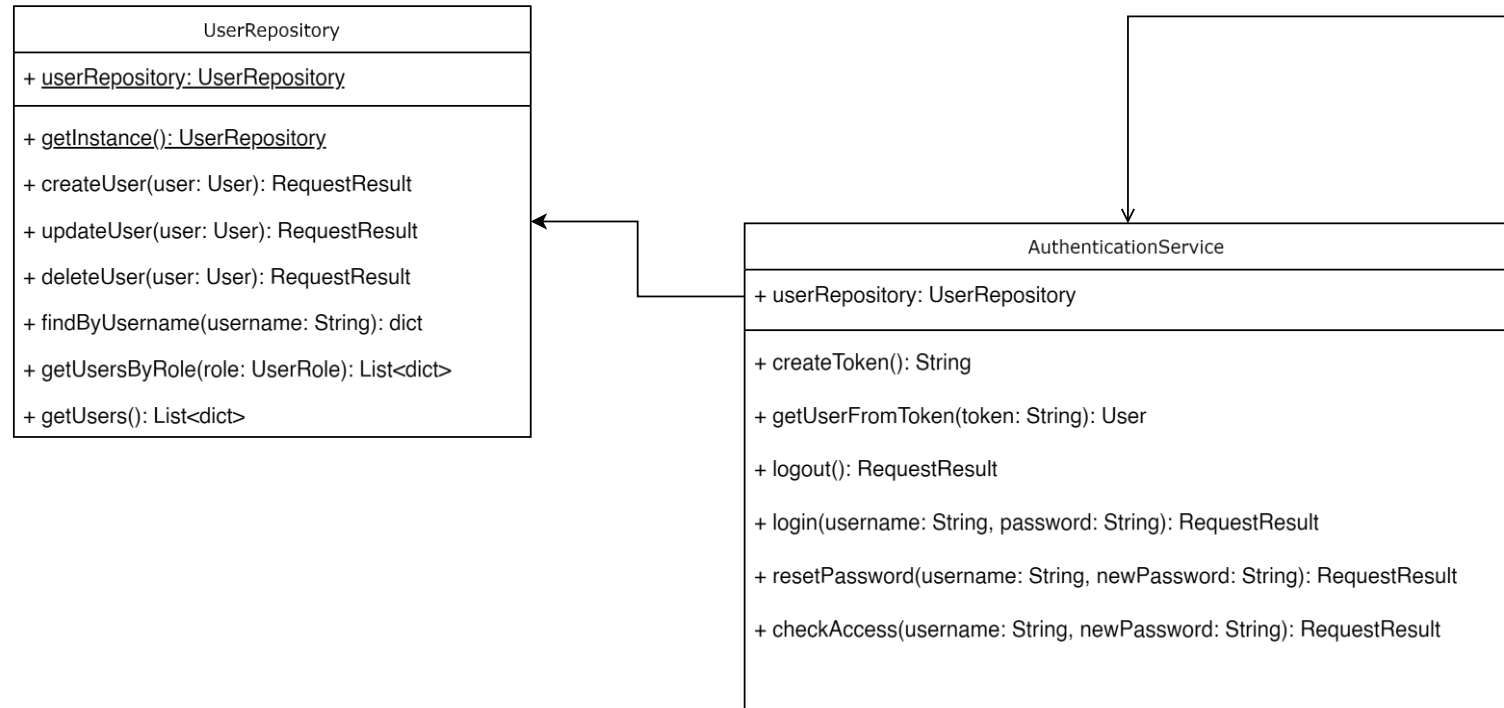 UserRepository
+ userRepository: UserRepository
+ getInstance(): UserRepository
+ createUser(user: User): RequestResult
+ updateUser(user: User): RequestResult
+ deleteUser(user: User): RequestResult
+ findByUsername(username: String): dict
+ getUsersByRole(role: UserRole): List<dict>
+ getUsers(): List<dict>
AuthenticationService
+ userRepository: UserRepository
+ createToken(): String
+ getUserFromToken(token: String): User
+ logout(): RequestResult
+ login(username: String, password: String): RequestResult
+ resetPassword(username: String, newPassword: String): RequestResult
+ checkAccess(username: String, newPassword: String): RequestResult